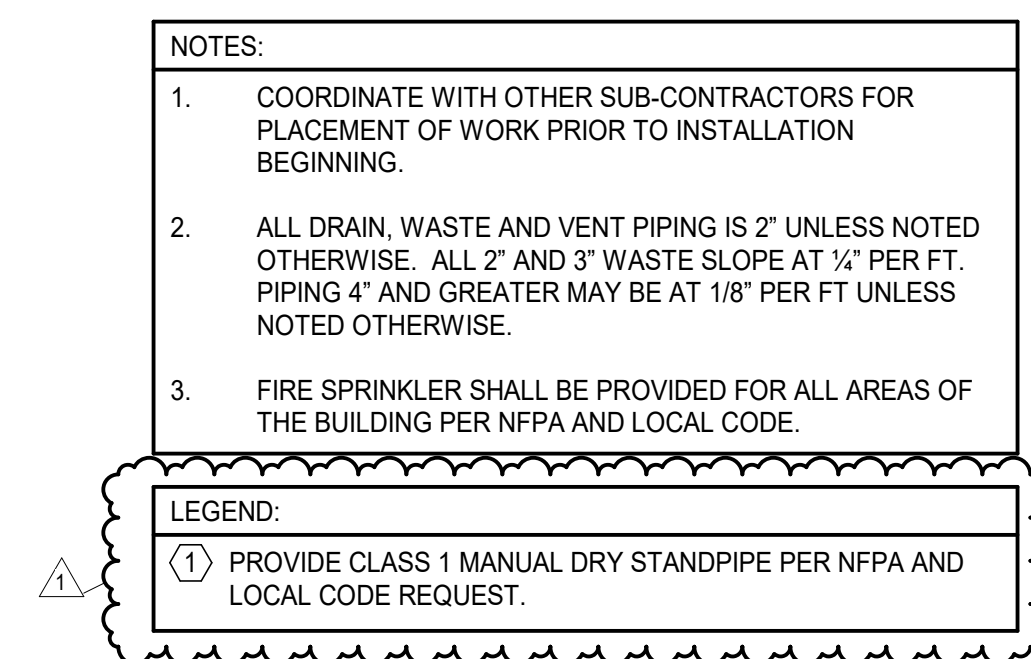 NOTES:
1. COORDINATE WITH OTHER SUB-CONTRACTORS FOR
PLACEMENT OF WORK PRIOR TO INSTALLATION
BEGINNING.
2. ALL DRAIN, WASTE AND VENT PIPING IS 2” UNLESS NOTED
OTHERWISE. ALL 2” AND 3” WASTE SLOPE AT ¼” PER FT.
PIPING 4” AND GREATER MAY BE AT 1/8” PER FT UNLESS
NOTED OTHERWISE.
3. FIRE SPRINKLER SHALL BE PROVIDED FOR ALL AREAS OF
THE BUILDING PER NFPA AND LOCAL CODE.
LEGEND:
1 PROVIDE CLASS 1 MANUAL DRY STANDPIPE PER NFPA AND
LOCAL CODE REQUEST.
1